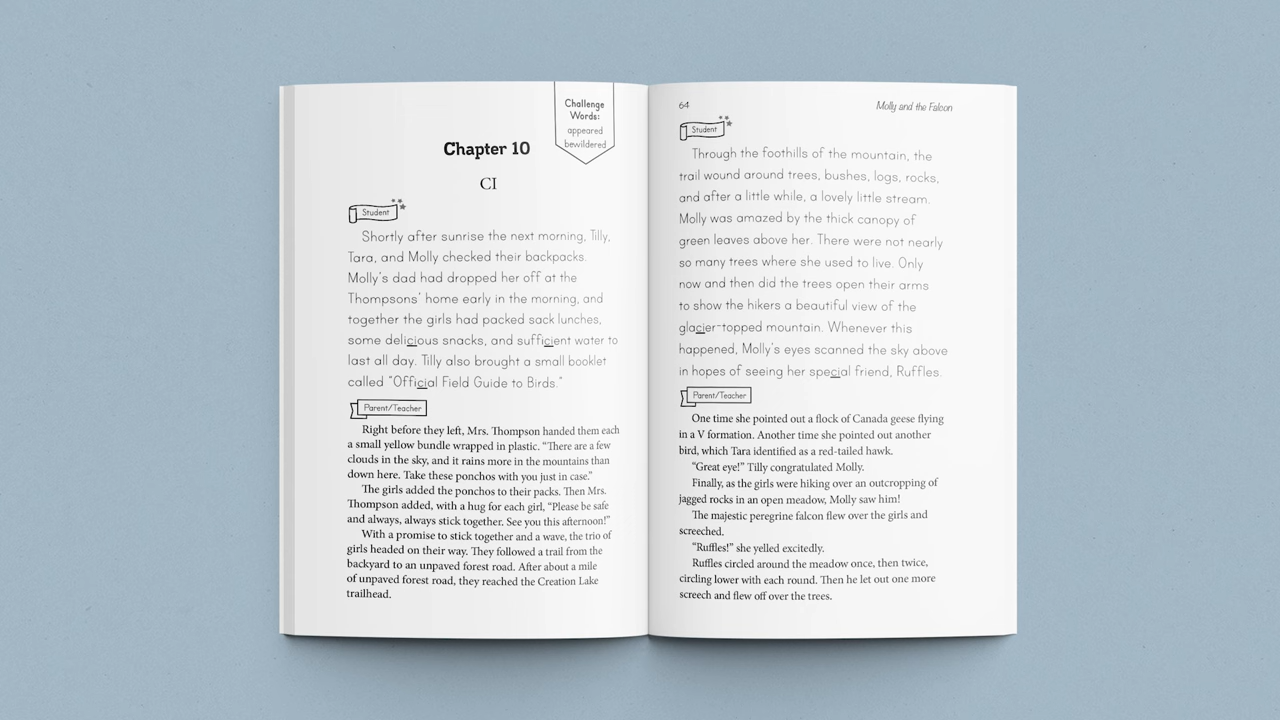 Challenge
Words:
appeared
bewildered
Chapter 10
CI
Student
Shortly after sunrise the next morning, Tilly,
Tara, and Molly checked their backpacks.
Molly's dad had dropped her off at the
Thompsons' home early in the morning, and
together the girls had packed sack lunches,
some delicious snacks, and sufficient water to
last all day. Tilly also brought a small booklet
called "Official Field Guide to Birds."
Parent/Teacher
Right before they left, Mrs. Thompson handed them each
a small yellow bundle wrapped in plastic. “There are a few
clouds in the sky, and it rains more in the mountains than
down here. Take these ponchos with you just in case.”
The girls added the ponchos to their packs. Then Mrs.
Thompson added, with a hug for each girl, “Please be safe
and always, always stick together. See you this afternoon!”
With a promise to stick together and a wave, the trio of
girls headed on their way. They followed a trail from the
backyard to an unpaved forest road. After about a mile
of unpaved forest road, they reached the Creation Lake
trailhead.
64
Molly and the Falcon
Student
Through the foothills of the mountain, the
trail wound around trees, bushes, logs, rocks,
and after a little while, a lovely little stream.
Molly was amazed by the thick canopy of
green leaves above her. There were not nearly
so many trees where she used to live. Only
now and then did the trees open their arms
to show the hikers a beautiful view of the
glacier-topped mountain. Whenever this
happened, Molly's eyes scanned the sky above
in hopes of seeing her special friend, Ruffles.
Parent/Teacher
One time she pointed out a flock of Canada geese flying
in a V formation. Another time she pointed out another
bird, which Tara identified as a red-tailed hawk.
“Great eye!” Tilly congratulated Molly.
Finally, as the girls were hiking over an outcropping of
jagged rocks in an open meadow, Molly saw him!
The majestic peregrine falcon flew over the girls and
screeched.
“Ruffles!” she yelled excitedly.
Ruffles circled around the meadow once, then twice,
circling lower with each round. Then he let out one more
screech and flew off over the trees.